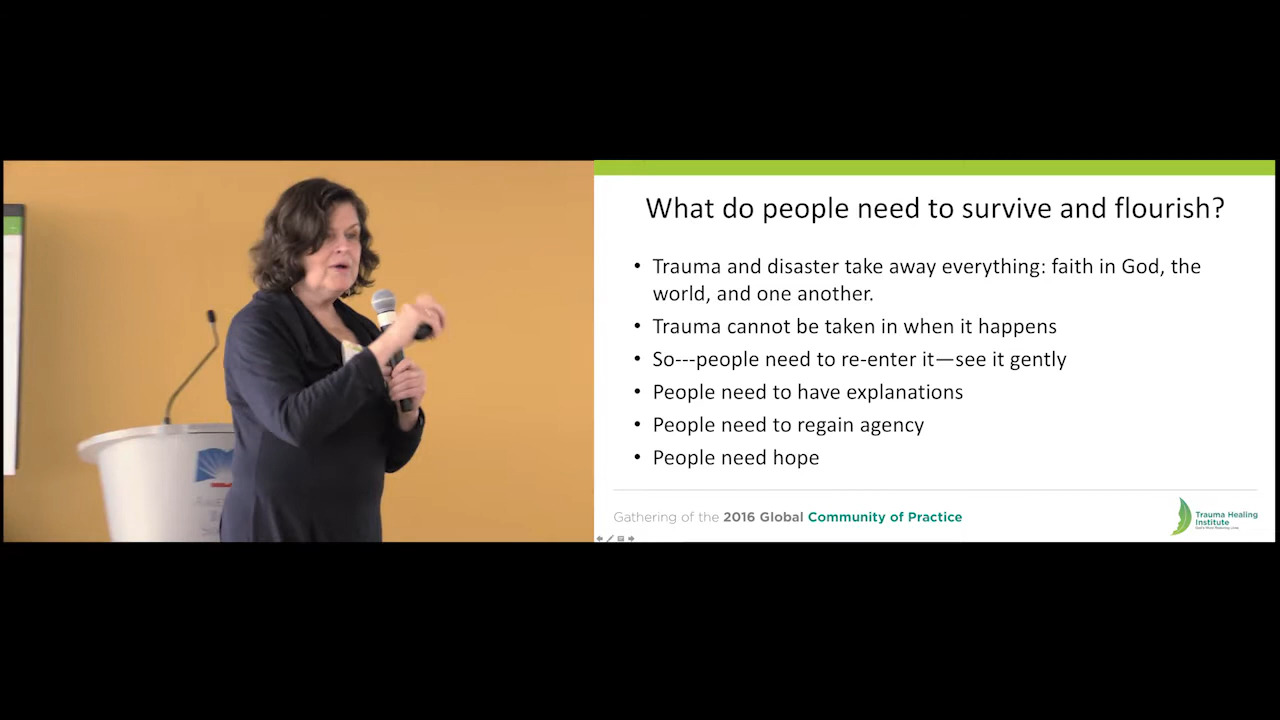 What do people need to survive and flourish?
• Trauma and disaster take away everything: faith in God, the
world, and one another.
• Trauma cannot be taken in when it happens
• So---people need to re-enter it—see it gently
• People need to have explanations
• People need to regain agency
• People need hope
Gathering of the 2016 Global Community of Practice
Trauma Healing
Institute